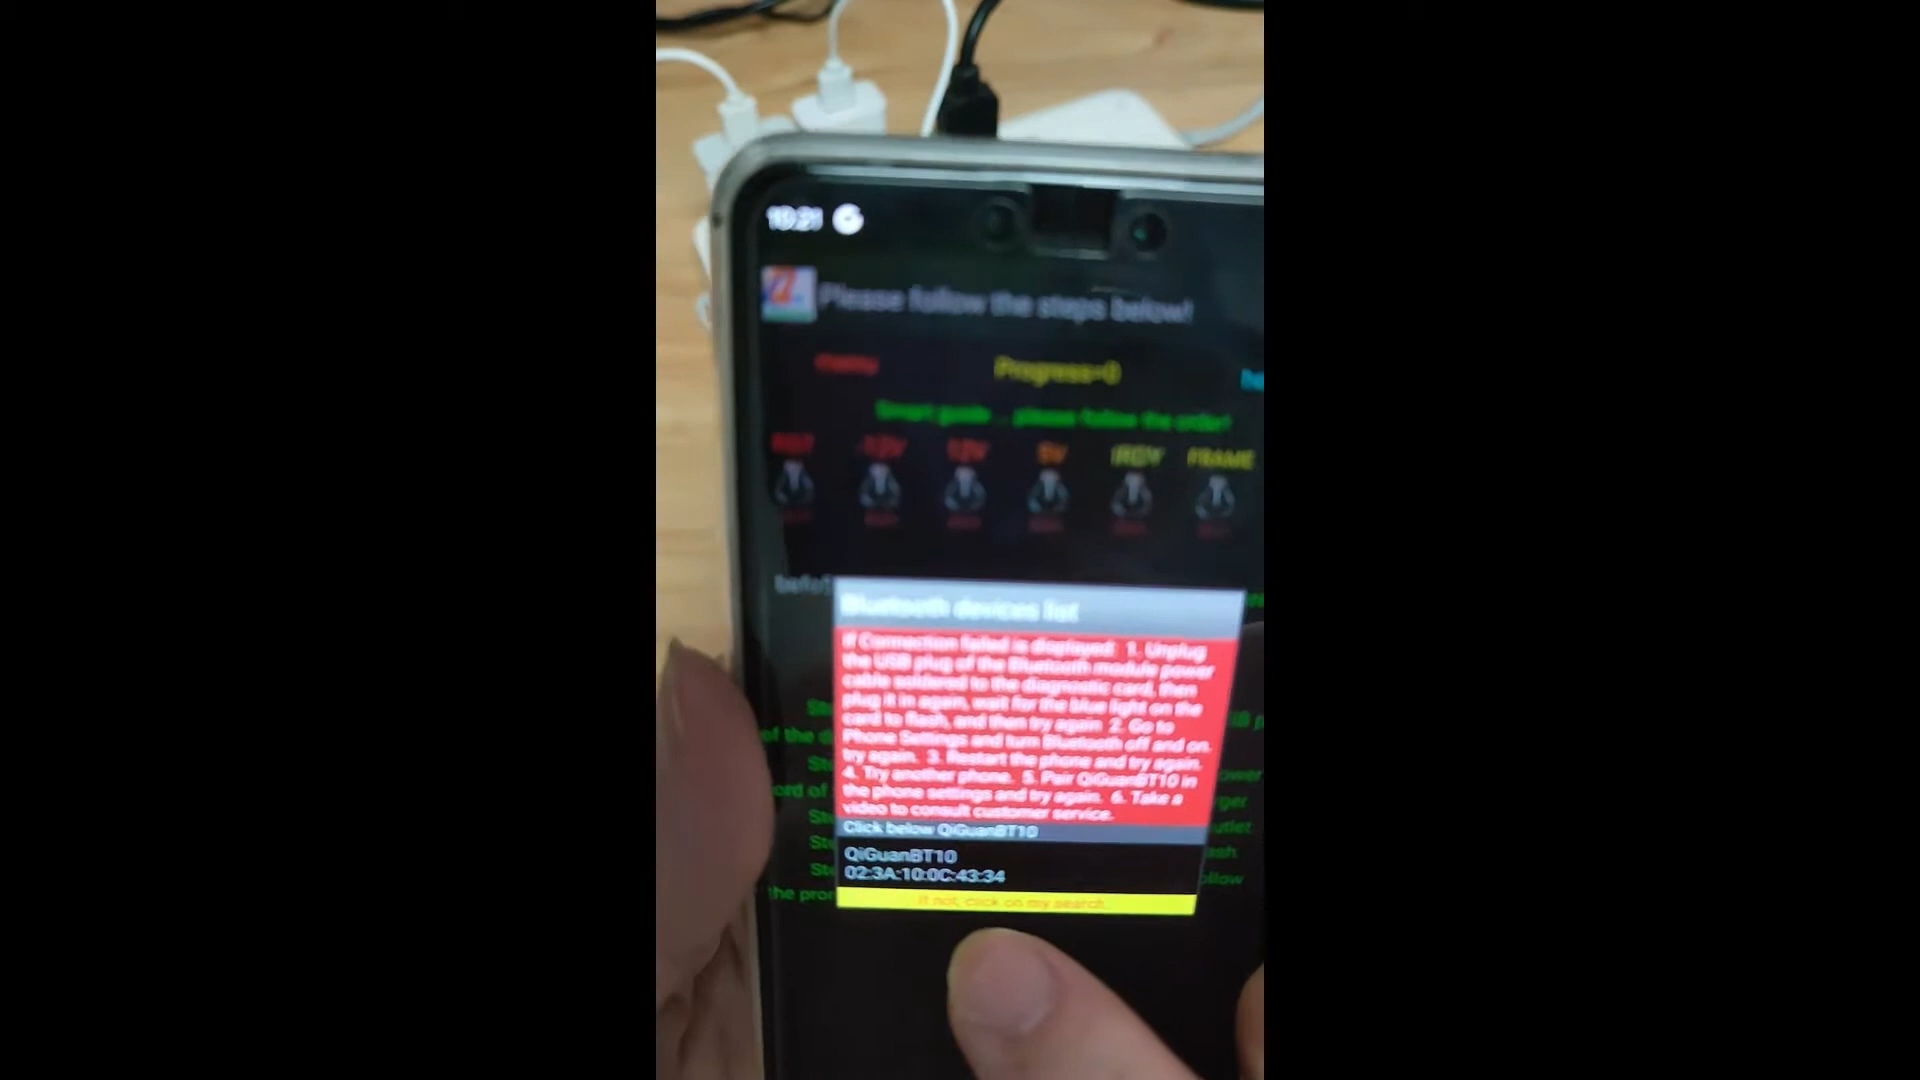 Please follow the steps below!
menu Progress=0
Smart guide... please follow the order!
RST -12V 12V 5V IRDY FRAME
Bluetooth devices list
If Connection failed is displayed: 1. Unplug
the USB plug of the Bluetooth module power
cable soldered to the diagnostic card, then
plug it in again, wait for the blue light on the
card to flash, and then try again 2. Go to
Phone Settings and turn Bluetooth off and on,
try again. 3. Restart the phone and try again.
4. Try another phone. 5. Pair QiGuanBT10 in
the phone settings and try again. 6. Take a
video to consult customer service.
Click below QiGuanBT10
QiGuanBT10
02:3A:10:0C:43:34
If not, click on my search.
of the